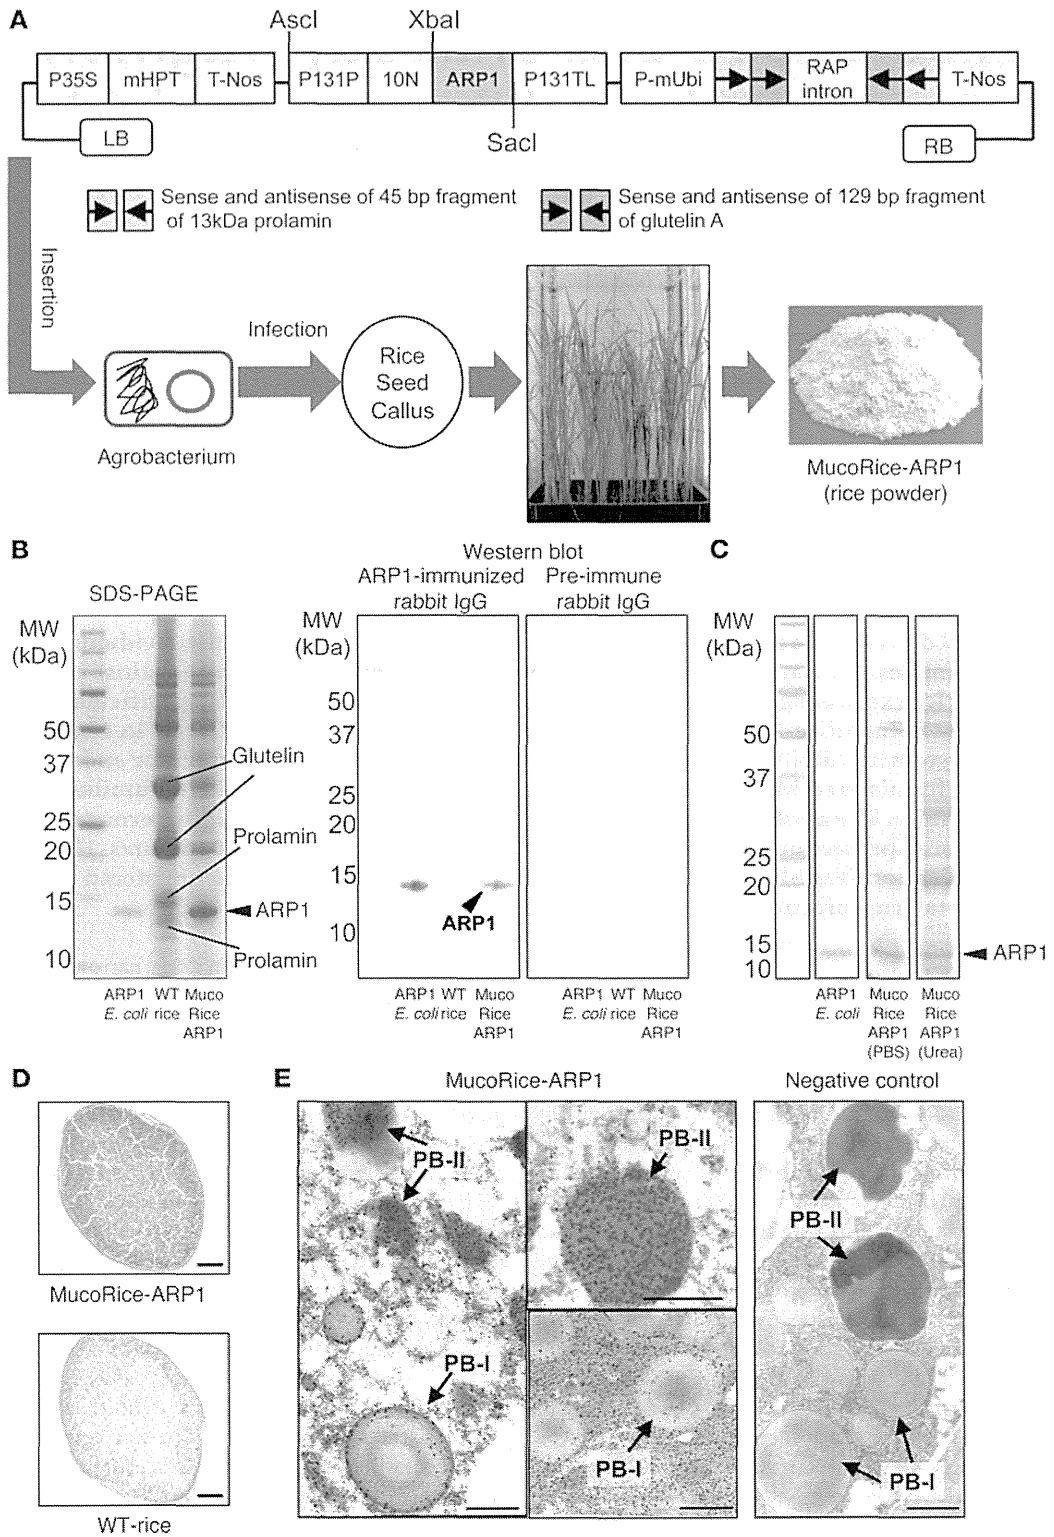 A
AscI
XbaI
P35S
mHPT
T-Nos
P131P
10N
ARP1
P131TL
P-mUbi
RAP
intron
T-Nos
LB
SacI
RB
Sense and antisense of 45 bp fragment
of 13kDa prolamin
Sense and antisense of 129 bp fragment
of glutelin A
Insertion
Infection
Rice
Seed
Callus
Agrobacterium
MucoRice-ARP1
(rice powder)
B
SDS-PAGE
MW
(kDa)
50
37
25
20
15
10
Glutelin
Prolamin
ARP1
Prolamin
ARP1
E. coli
WT
rice
Muco
Rice
ARP1
Western blot
ARP1-immunized
rabbit IgG
Pre-immune
rabbit IgG
MW
(kDa)
50
37
25
20
15
10
ARP1
ARP1
E. coli
WT
rice
Muco
Rice
ARP1
ARP1
E. coli
WT
rice
Muco
Rice
ARP1
C
MW
(kDa)
50
37
25
20
15
10
ARP1
ARP1
E. coli
Muco
Rice
ARP1
(PBS)
Muco
Rice
ARP1
(Urea)
D
MucoRice-ARP1
WT-rice
E
MucoRice-ARP1
Negative control
PB-II
PB-I
PB-II
PB-I
PB-II
PB-I